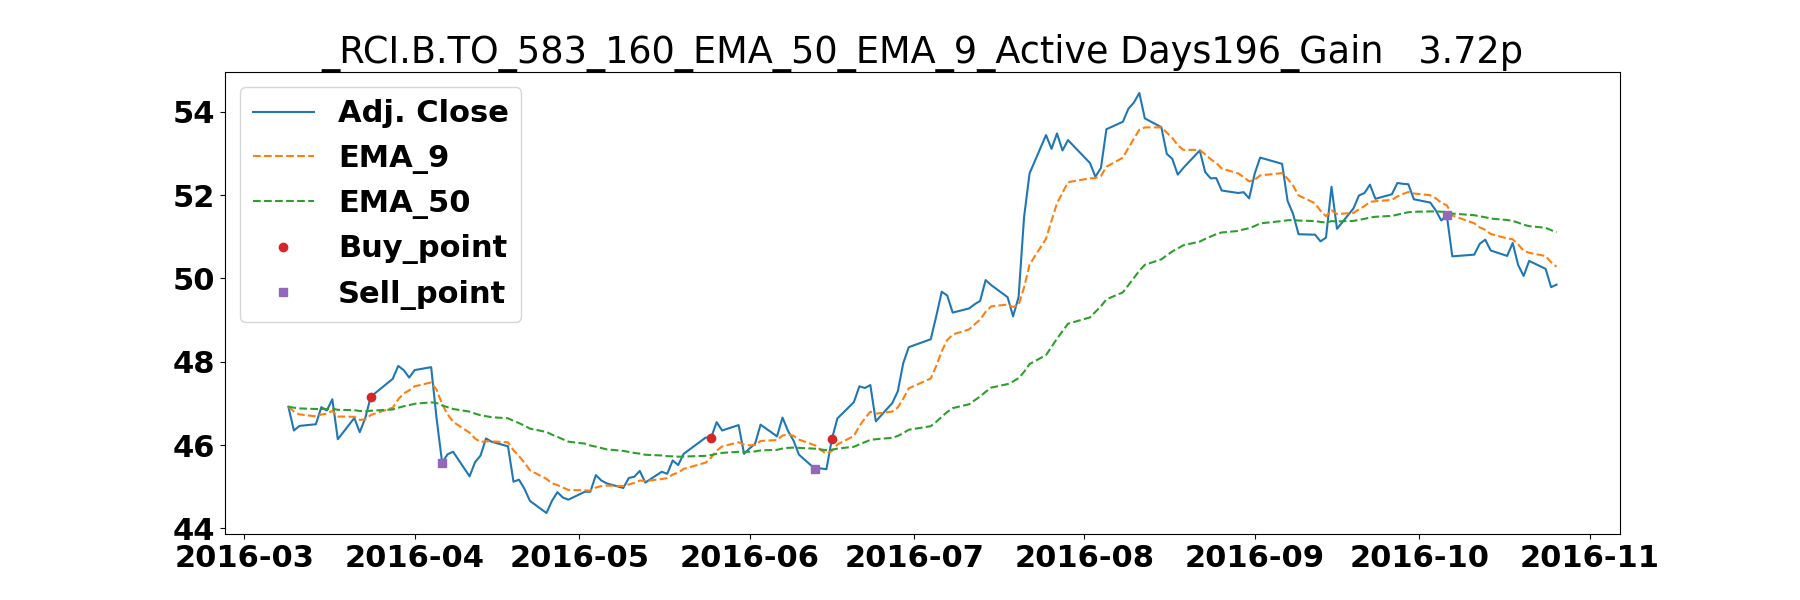 _RCI.B.TO_583_160_EMA_50_EMA_9_Active Days196_Gain   3.72p
Adj. Close
EMA_9
EMA_50
Buy_point
Sell_point
54
52
50
48
46
44
2016-03 2016-04 2016-05 2016-06 2016-07 2016-08 2016-09 2016-10 2016-11